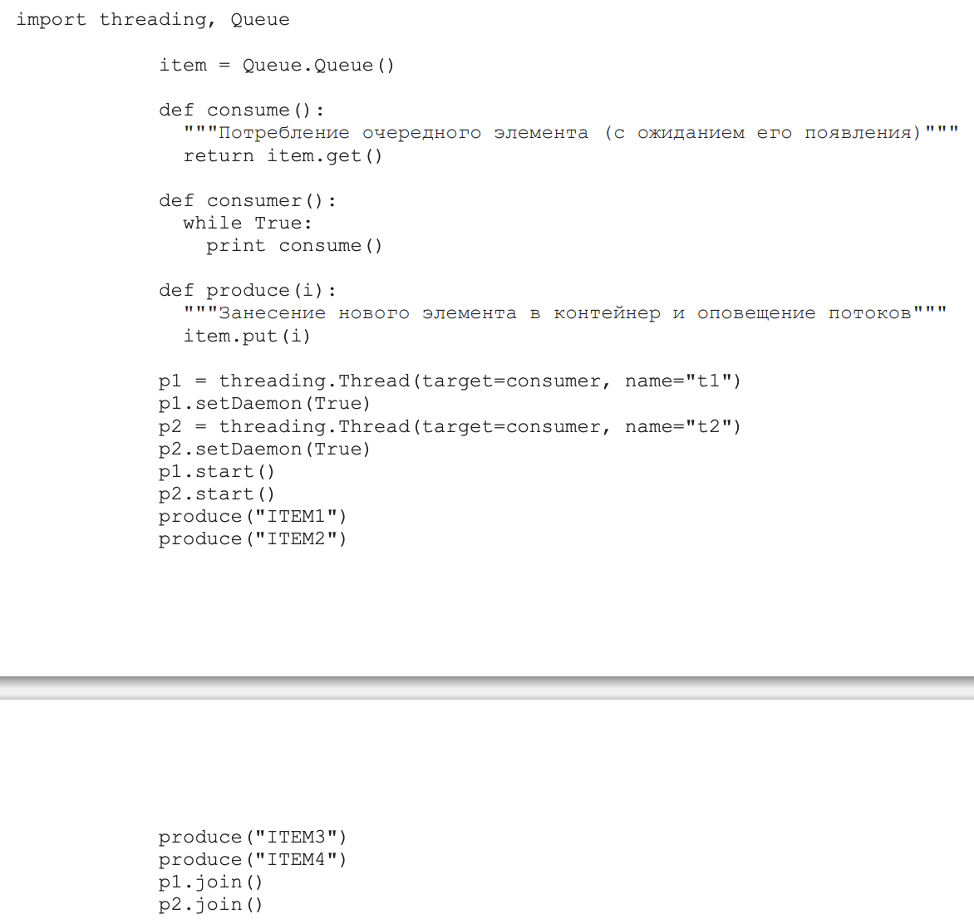 import threading, Queue
item = Queue.Queue()
def consume():
"""Потребление очередного элемента (с ожиданием его появления)"""
return item.get()
def consumer():
while True:
print consume()
def produce(i):
"""Занесение нового элемента в контейнер и оповещение потоков"""
item.put(i)
p1 = threading.Thread(target=consumer, name="t1")
p1.setDaemon(True)
p2 = threading.Thread(target=consumer, name="t2")
p2.setDaemon(True)
p1.start()
p2.start()
produce("ITEM1")
produce("ITEM2")
produce("ITEM3")
produce("ITEM4")
p1.join()
p2.join()